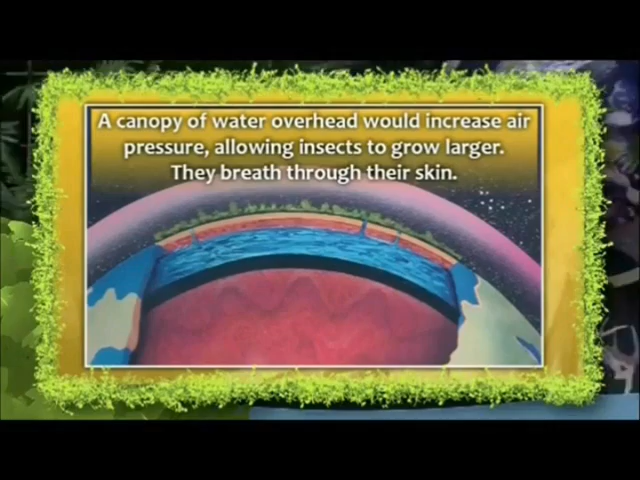 A canopy of water overhead would increase air
pressure, allowing insects to grow larger.
They breath through their skin.